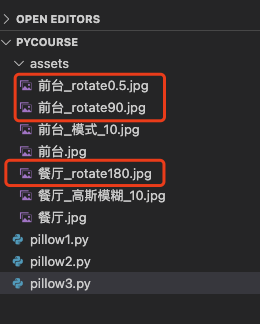 OPEN EDITORS
PYCOURSE
assets
前台_rotate0.5.jpg
前台_rotate90.jpg
前台_模式_10.jpg
前台.jpg
餐厅_rotate180.jpg
餐厅_高斯模糊_10.jpg
餐厅.jpg
pillow1.py
pillow2.py
pillow3.py